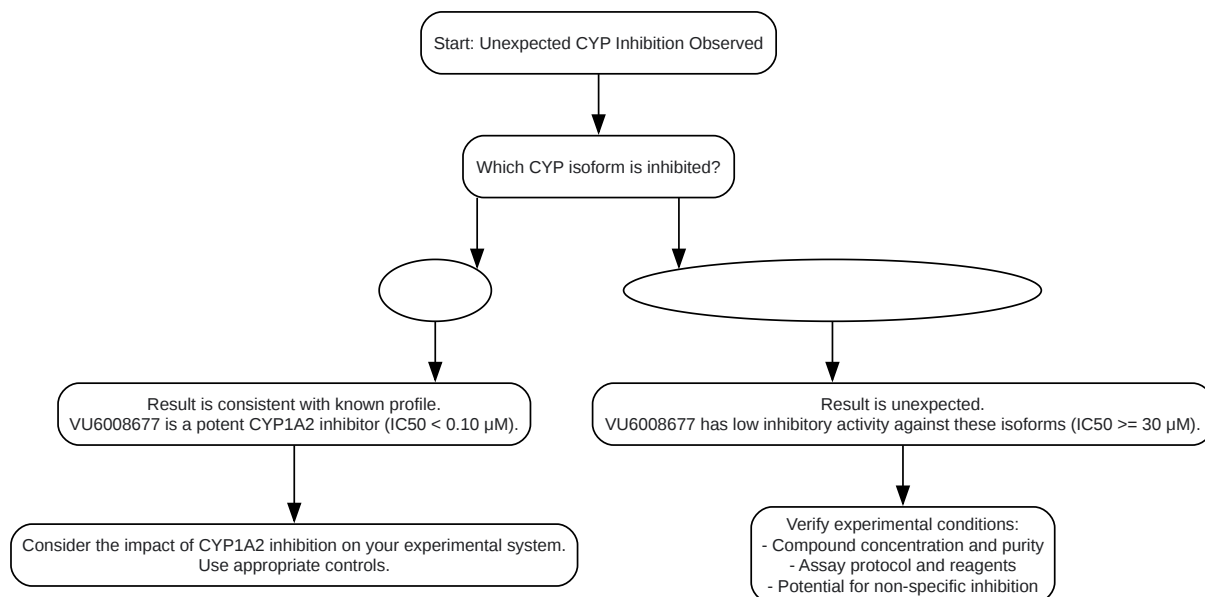 Start: Unexpected CYP Inhibition Observed
Which CYP isoform is inhibited?
Result is consistent with known profile.
VU6008677 is a potent CYP1A2 inhibitor (IC50 < 0.10 μM).
Result is unexpected.
VU6008677 has low inhibitory activity against these isoforms (IC50 >= 30 μM).
Consider the impact of CYP1A2 inhibition on your experimental system.
Use appropriate controls.
Verify experimental conditions:
- Compound concentration and purity
- Assay protocol and reagents
- Potential for non-specific inhibition